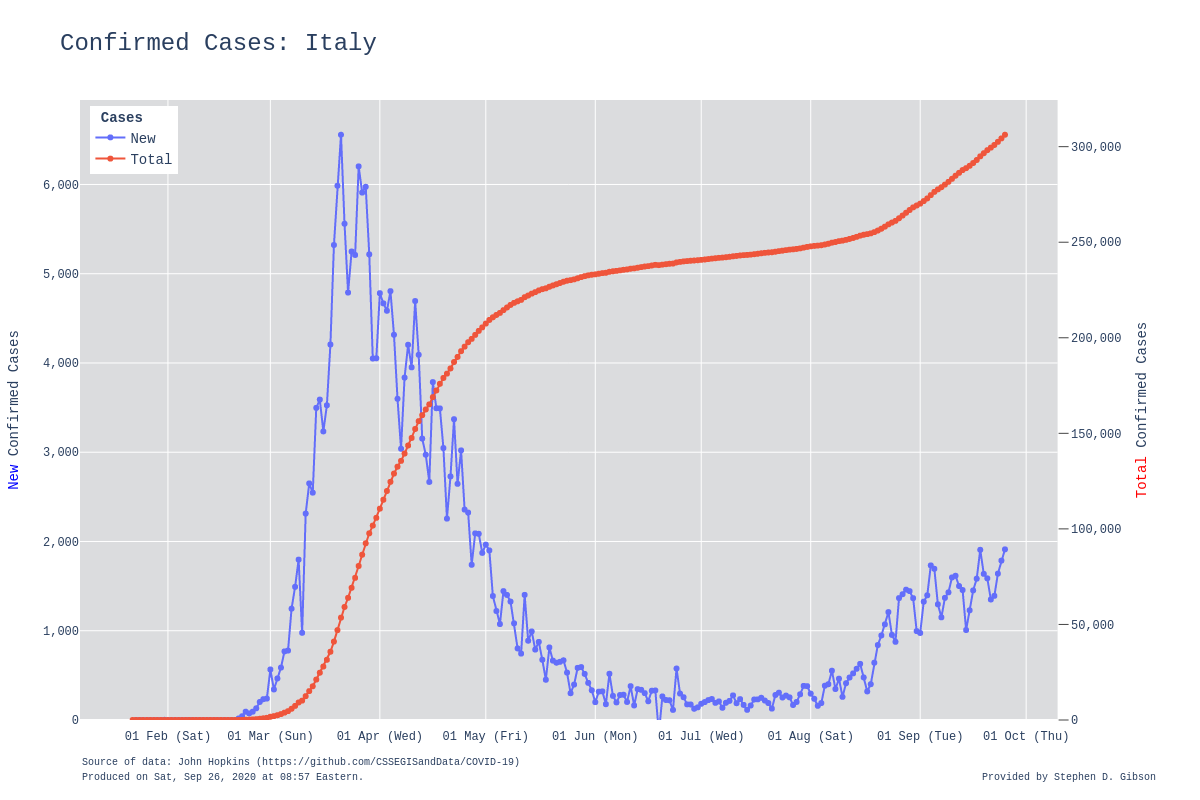 Confirmed Cases: Italy
Cases
New
Total
6,000
5,000
4,000
3,000
2,000
1,000
0
New Confirmed Cases
300,000
250,000
200,000
150,000
100,000
50,000
0
Total Confirmed Cases
01 Feb (Sat) 01 Mar (Sun) 01 Apr (Wed) 01 May (Fri) 01 Jun (Mon) 01 Jul (Wed) 01 Aug (Sat) 01 Sep (Tue) 01 Oct (Thu)
Source of data: John Hopkins (https://github.com/CSSEGISandData/COVID-19)
Produced on Sat, Sep 26, 2020 at 08:57 Eastern.
Provided by Stephen D. Gibson